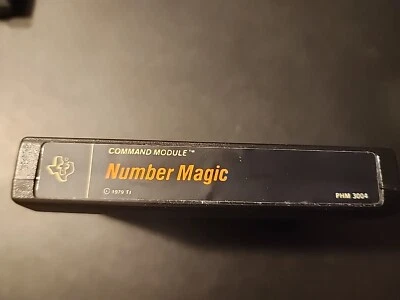 COMMAND MODULE™
Number Magic
© 1979 TI
PHM 3004